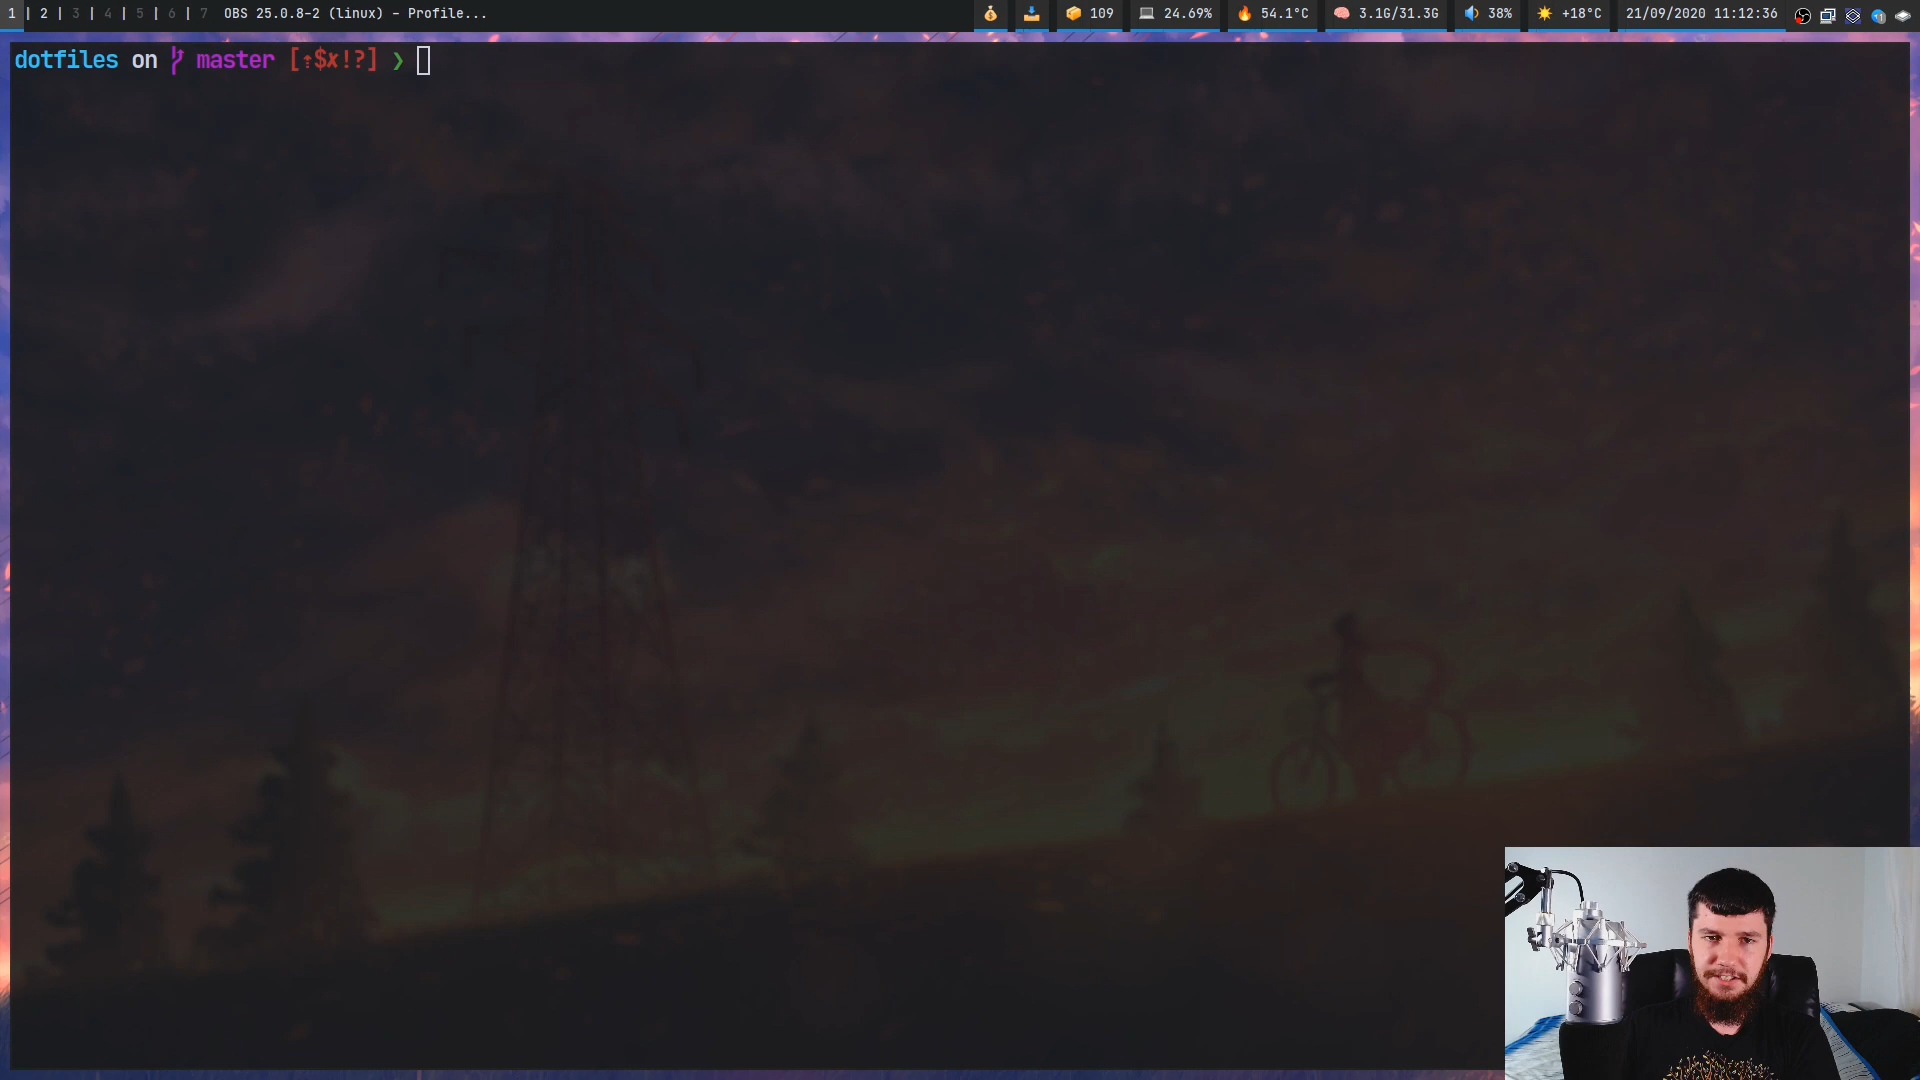 1 | 2 | 3 | 4 | 5 | 6 | 7 OBS 25.0.8-2 (linux) - Profile... 109 24.69% 54.1°C 3.1G/31.3G 38% +18°C 21/09/2020 11:12:36
dotfiles on master [⇡$✘!?] ❯